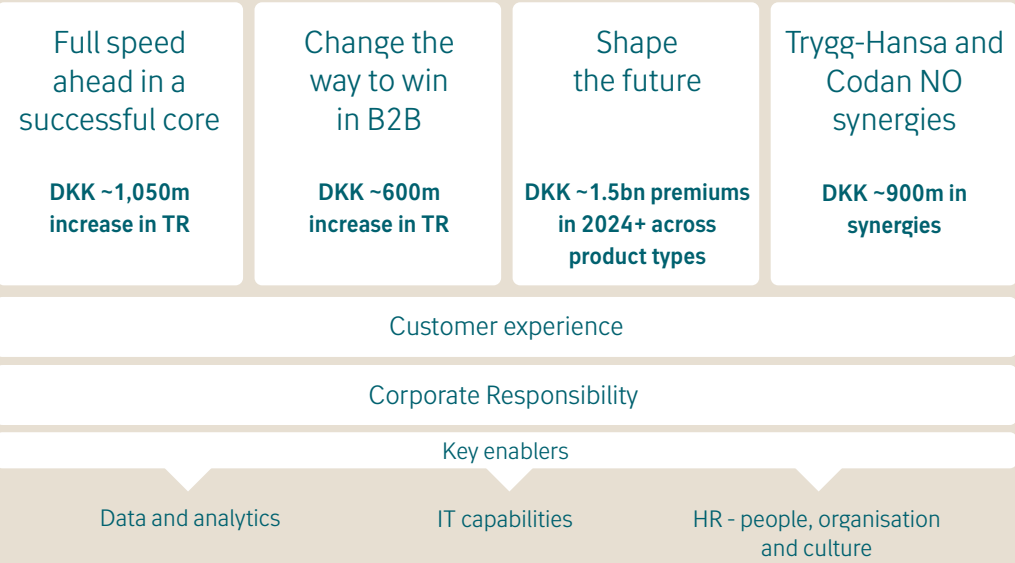 Full speed
ahead in a
successful core
DKK ~1,050m
increase in TR
Change the
way to win
in B2B
DKK ~600m
increase in TR
Shape
the future
DKK ~1.5bn premiums
in 2024+ across
product types
Trygg-Hansa and
Codan NO
synergies
DKK ~900m in
synergies
Customer experience
Corporate Responsibility
Key enablers
Data and analytics
IT capabilities
HR - people, organisation
and culture